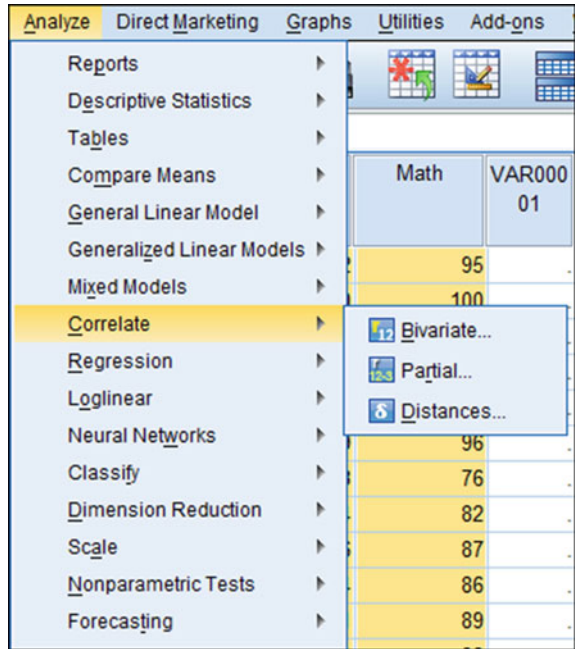 Analyze Direct Marketing Graphs Utilities Add-ons
Reports
Descriptive Statistics
Tables
Compare Means
General Linear Model
Generalized Linear Models
Mixed Models
Correlate
Regression
Loglinear
Neural Networks
Classify
Dimension Reduction
Scale
Nonparametric Tests
Forecasting
Bivariate...
Partial...
Distances...
Math
VAR000
01
95
100
96
76
82
87
86
89